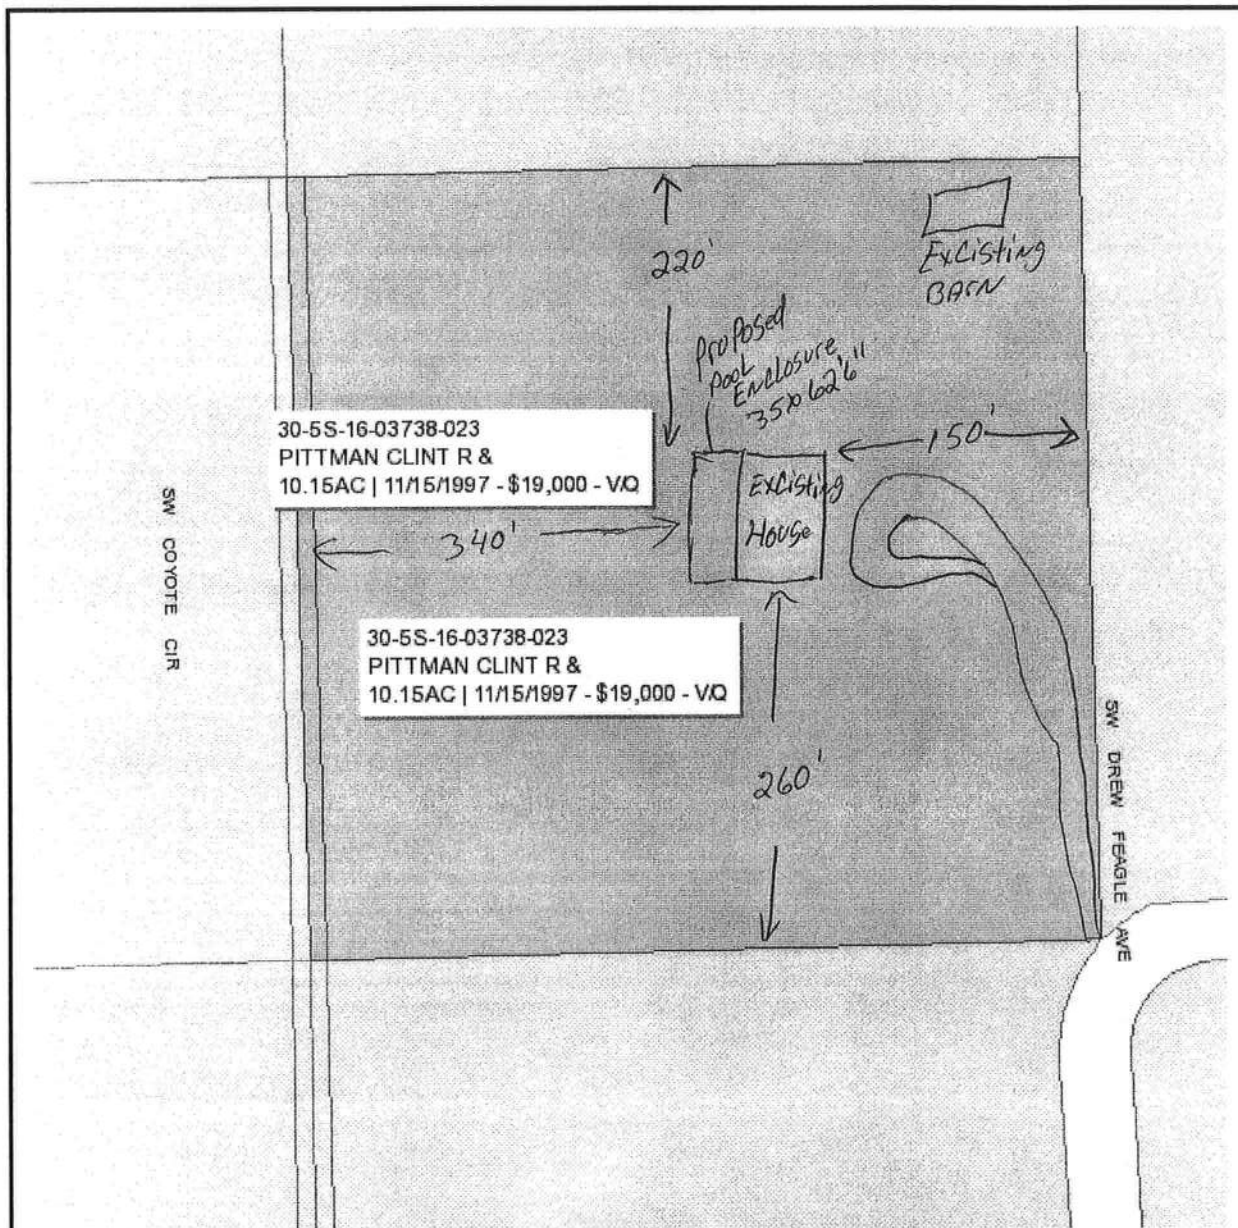 220'
ExCisting
BArN
ProPosed
pool
ENClosure
35x62'6"
150'
30-5S-16-03738-023
PITTMAN CLINT R &
10.15AC | 11/15/1997 - $19,000 - V/Q
ExCisting
House
340'
SW COYOTE CIR
30-5S-16-03738-023
PITTMAN CLINT R &
10.15AC | 11/15/1997 - $19,000 - V/Q
260'
SW DREW FEAGLE AVE